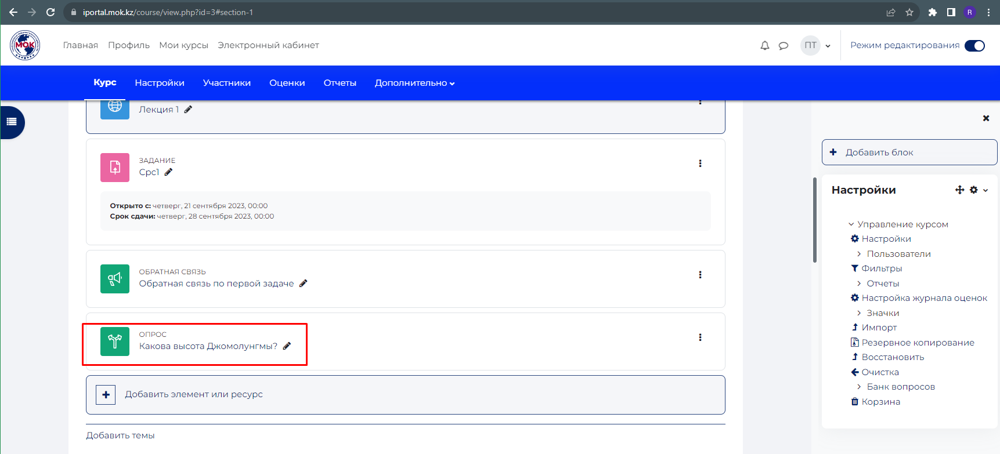 iportal.mok.kz/course/view.php?id=3#section-1
R
МОК
Главная Профиль Мои курсы Электронный кабинет
ПТ
Режим редактирования
Курс Настройки Участники Оценки Отчеты Дополнительно
Лекция 1
ЗАДАНИЕ
Срс1
Открыто с: четверг, 21 сентября 2023, 00:00
Срок сдачи: четверг, 28 сентября 2023, 00:00
ОБРАТНАЯ СВЯЗЬ
Обратная связь по первой задаче
ОПРОС
Какова высота Джомолунгмы?
Добавить элемент или ресурс
Добавить темы
Добавить блок
Настройки
Управление курсом
Настройки
Пользователи
Фильтры
Отчеты
Настройка журнала оценок
Значки
Импорт
Резервное копирование
Восстановить
Очистка
Банк вопросов
Корзина